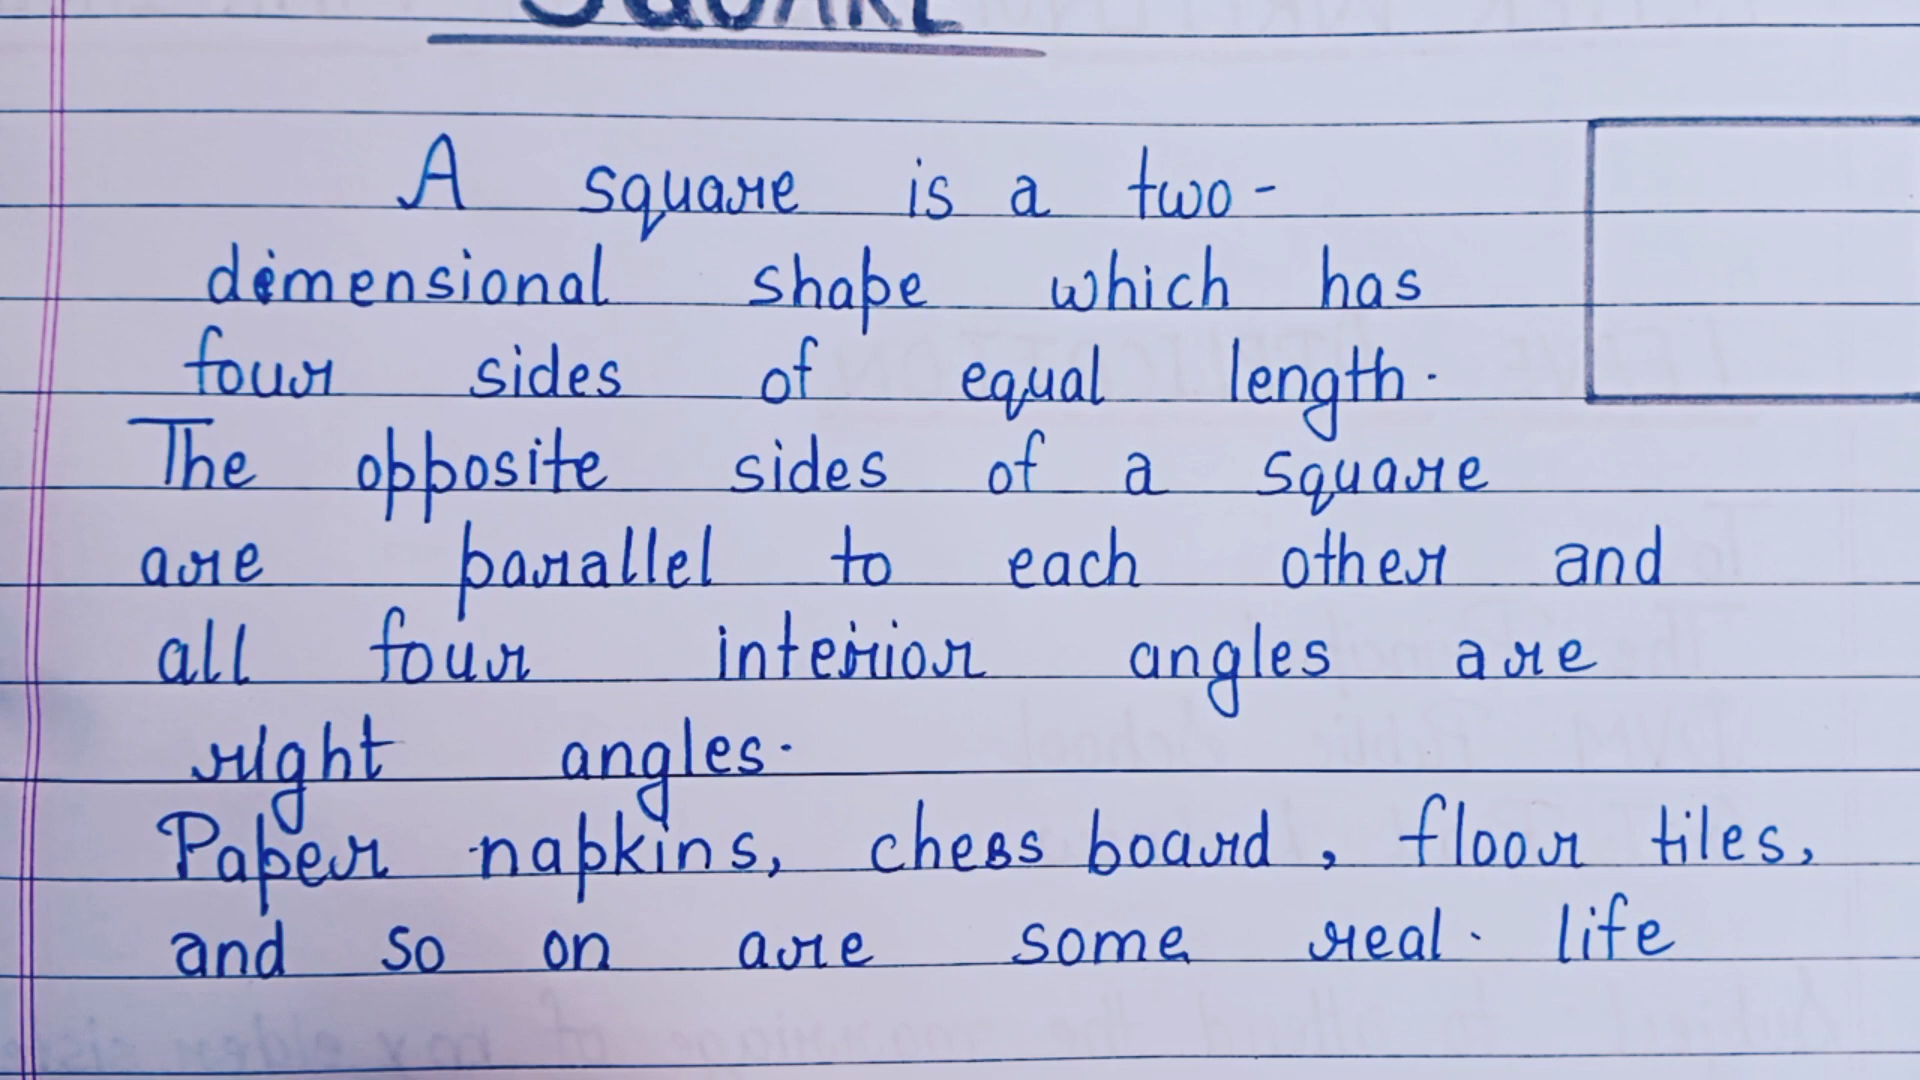 SQUARE
A square is a two-
dimensional shape which has
four sides of equal length.
The opposite sides of a square
are parallel to each other and
all four interior angles are
right angles.
Paper napkins, chess board, floor tiles,
and so on are some real. life